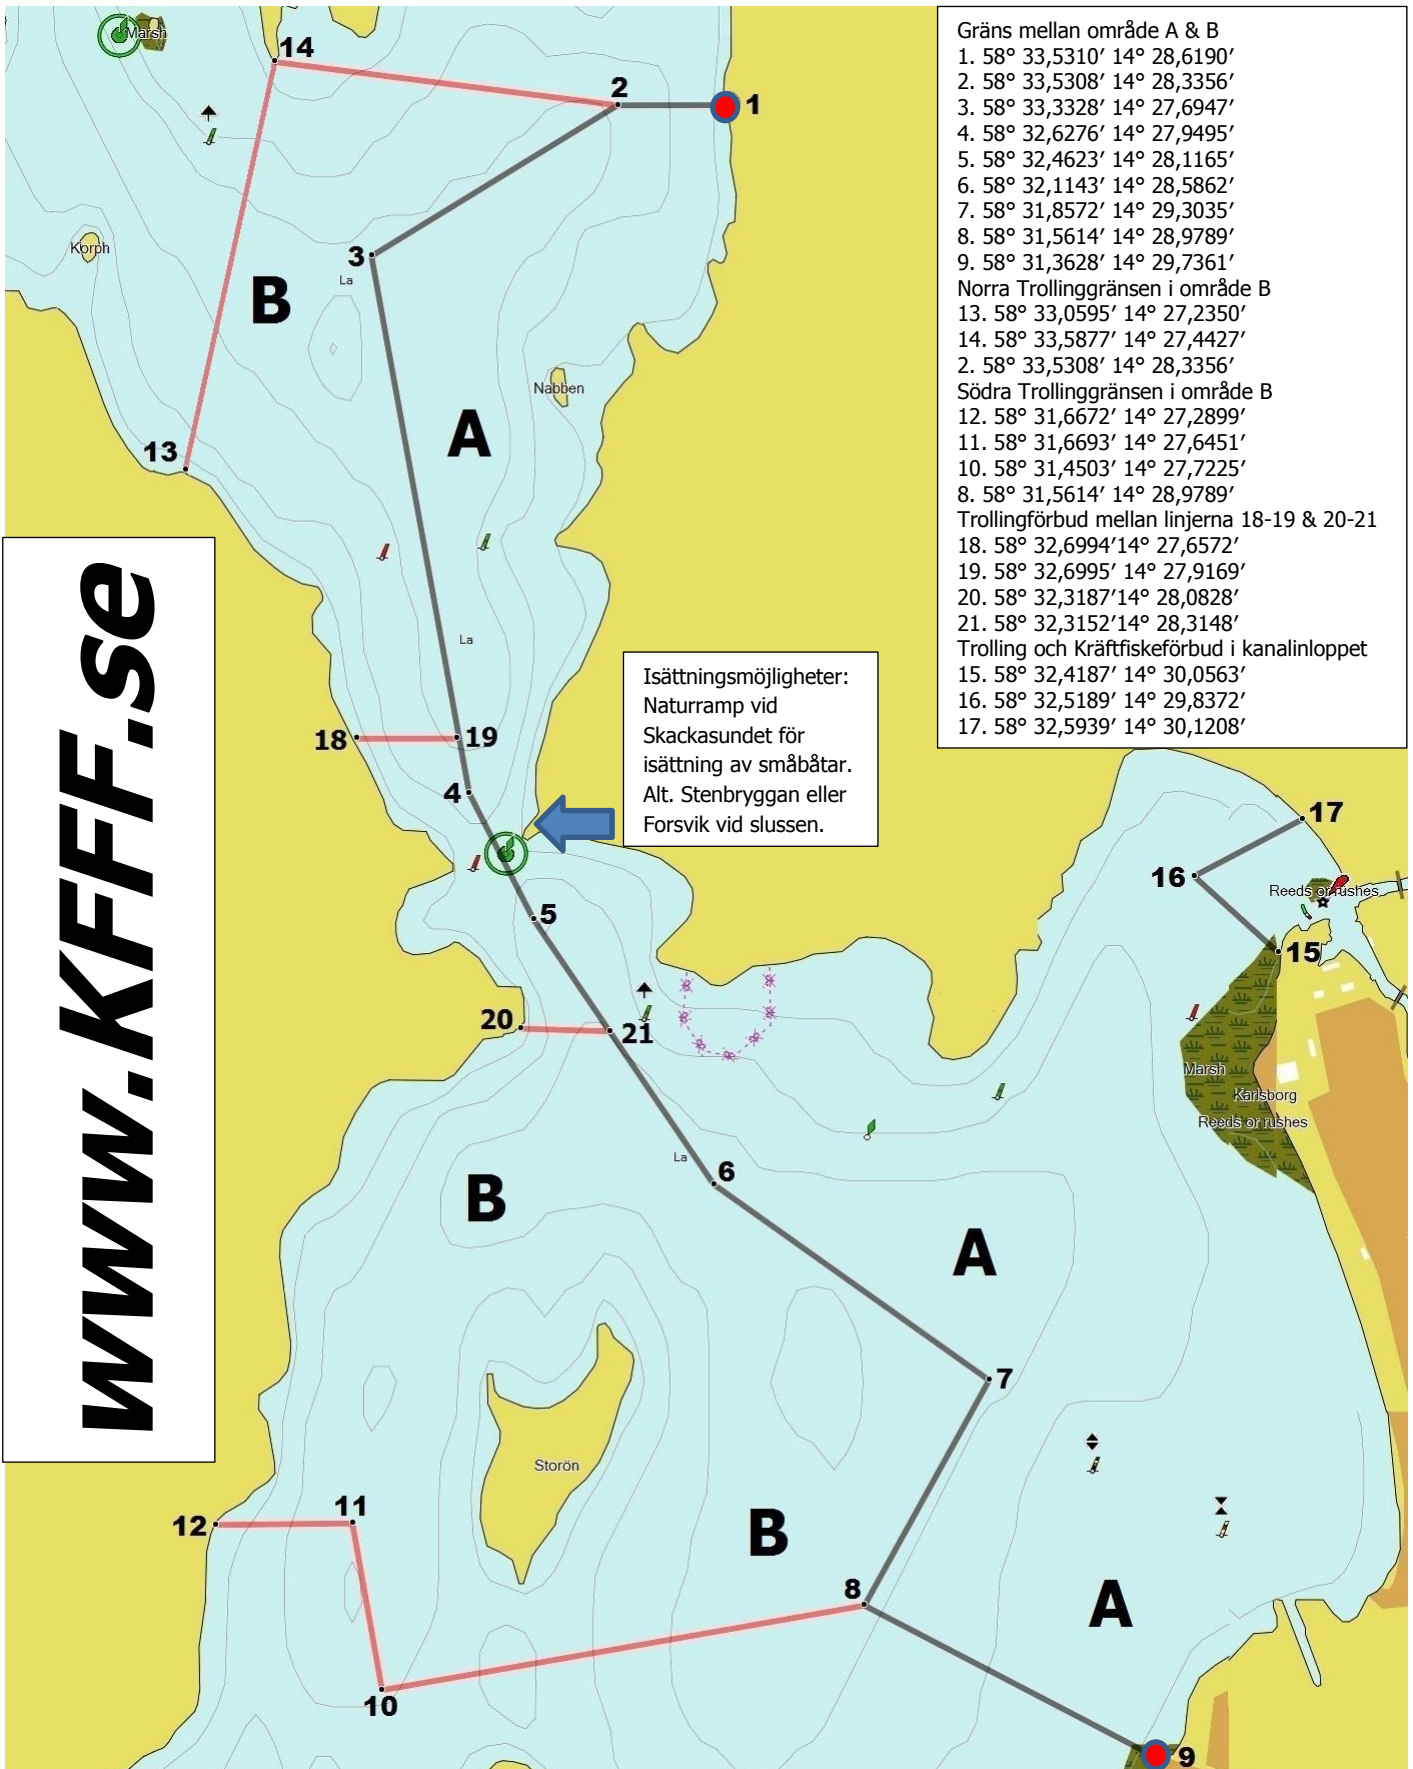 Gräns mellan område A & B
1. 58° 33,5310′ 14° 28,6190′
2. 58° 33,5308′ 14° 28,3356′
3. 58° 33,3328′ 14° 27,6947′
4. 58° 32,6276′ 14° 27,9495′
5. 58° 32,4623′ 14° 28,1165′
6. 58° 32,1143′ 14° 28,5862′
7. 58° 31,8572′ 14° 29,3035′
8. 58° 31,5614′ 14° 28,9789′
9. 58° 31,3628′ 14° 29,7361′
Norra Trollinggränsen i område B
13. 58° 33,0595′ 14° 27,2350′
14. 58° 33,5877′ 14° 27,4427′
2. 58° 33,5308′ 14° 28,3356′
Södra Trollinggränsen i område B
12. 58° 31,6672′ 14° 27,2899′
11. 58° 31,6693′ 14° 27,6451′
10. 58° 31,4503′ 14° 27,7225′
8. 58° 31,5614′ 14° 28,9789′
Trollingförbud mellan linjerna 18-19 & 20-21
18. 58° 32,6994′14° 27,6572′
19. 58° 32,6995′ 14° 27,9169′
20. 58° 32,3187′14° 28,0828′
21. 58° 32,3152′14° 28,3148′
Trolling och Kräftfiskeförbud i kanalinloppet
15. 58° 32,4187′ 14° 30,0563′
16. 58° 32,5189′ 14° 29,8372′
17. 58° 32,5939′ 14° 30,1208′
Marsh
14
2
1
Korph
3
La
B
Nabben
A
13
www.KFFF.se
La
Isättningsmöjligheter:
Naturramp vid
Skackasundet för
isättning av småbåtar.
Alt. Stenbryggan eller
Forsvik vid slussen.
18
19
4
17
16
Reeds or rushes
5
15
20
21
Marsh
Karlsborg
Reeds or rushes
La
6
B
A
7
Storön
11
12
B
8
A
10
9